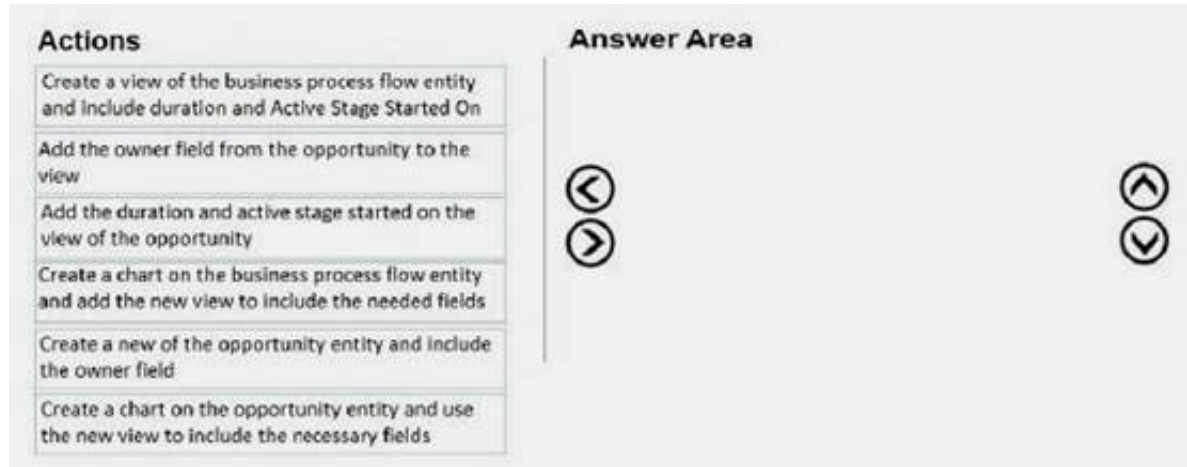 Actions
Answer Area
Create a view of the business process flow entity
and include duration and Active Stage Started On
Add the owner field from the opportunity to the
view
Add the duration and active stage started on the
view of the opportunity
Create a chart on the business process flow entity
and add the new view to include the needed fields
Create a new of the opportunity entity and include
the owner field
Create a chart on the opportunity entity and use
the new view to include the necessary fields